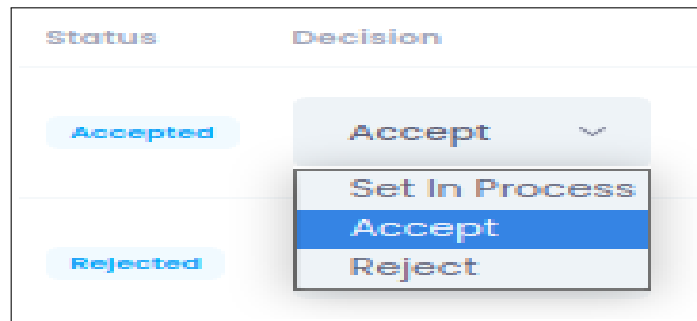 Status Decision
Accepted Accept
Set In Process
Accept
Rejected Reject